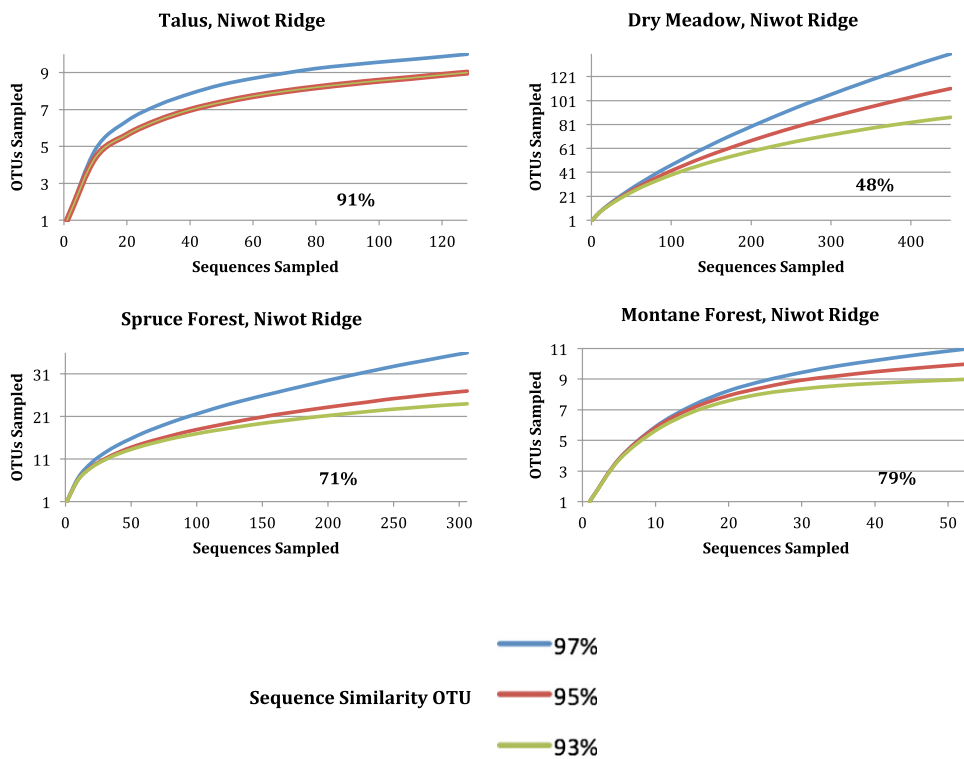 Talus, Niwot Ridge
OTUs Sampled
9
7
5
3
1
91%
0 20 40 60 80 100 120
Sequences Sampled
Dry Meadow, Niwot Ridge
OTUs Sampled
121
101
81
61
41
21
1
48%
0 100 200 300 400
Sequences Sampled
Spruce Forest, Niwot Ridge
OTUs Sampled
31
21
11
1
71%
0 50 100 150 200 250 300
Sequences Sampled
Montane Forest, Niwot Ridge
OTUs Sampled
11
9
7
5
3
1
79%
0 10 20 30 40 50
Sequences Sampled
Sequence Similarity OTU
97%
95%
93%